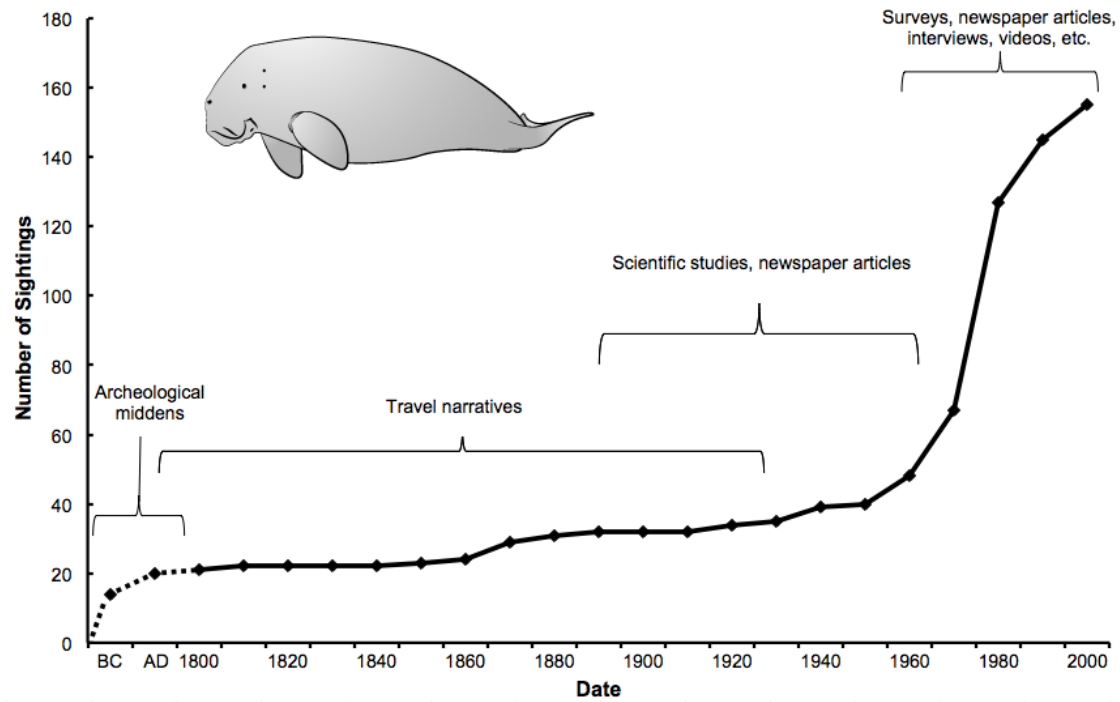 180
160
140
120
100
80
60
40
20
0
Number of Sightings
Surveys, newspaper articles,
interviews, videos, etc.
Scientific studies, newspaper articles
Archeological
middens
Travel narratives
BC AD 1800 1820 1840 1860 1880 1900 1920 1940 1960 1980 2000
Date